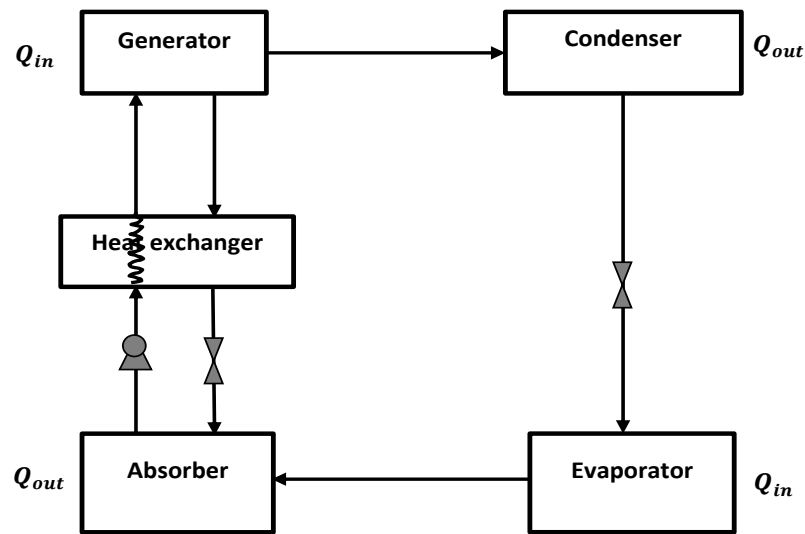 Generator
Condenser
Q_in
Q_out
Heat exchanger
Absorber
Evaporator
Q_out
Q_in